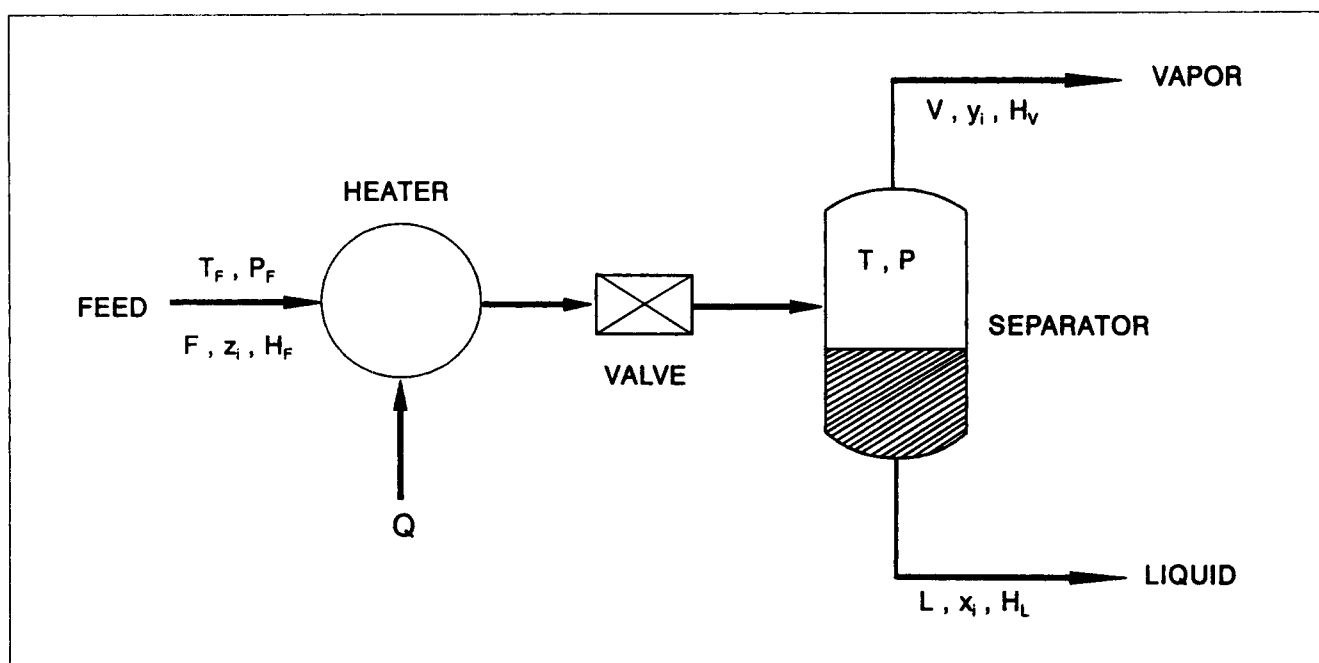 VAPOR
V , yᵢ , Hᵥ
HEATER
T_F , P_F
T , P
FEED
SEPARATOR
F , zᵢ , H_F
VALVE
Q
LIQUID
L , xᵢ , H_L